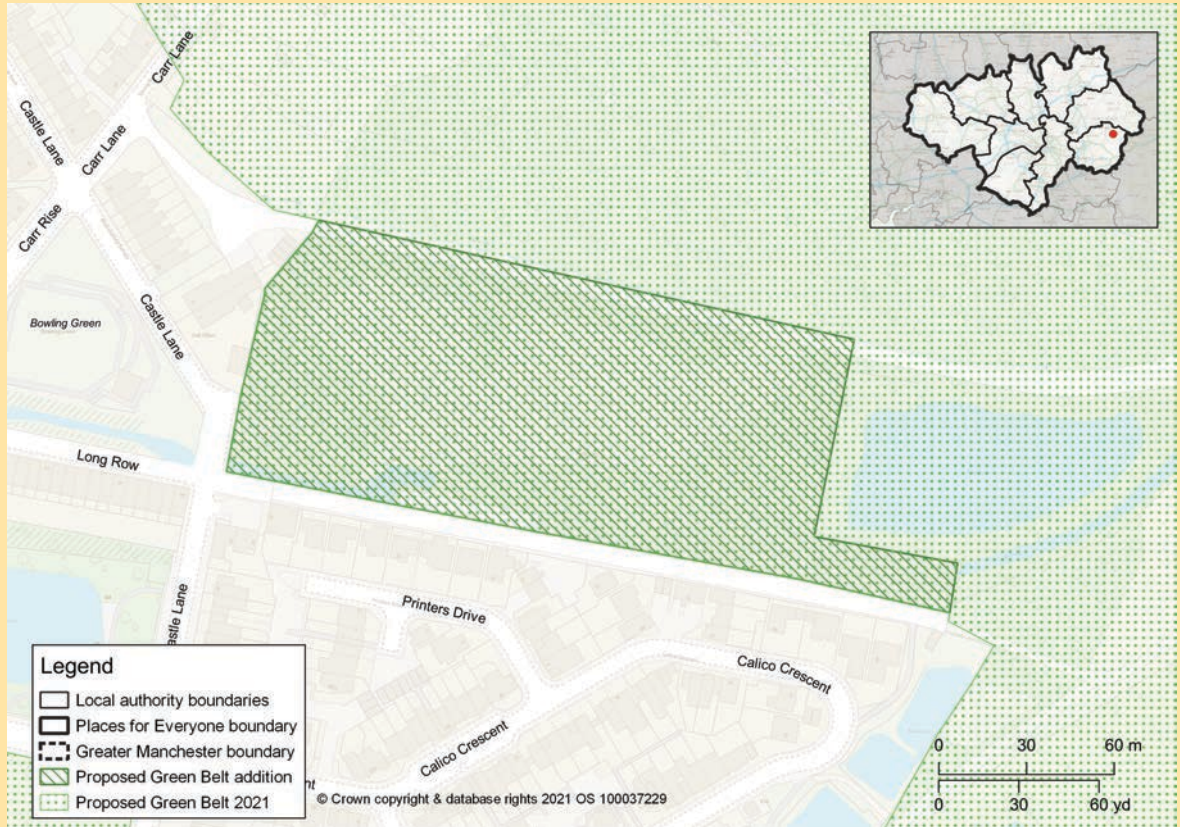 Carr Lane
Castle Lane
Carr Lane
Carr Rise
Castle Lane
Bowling Green
Long Row
Printers Drive
Calico Crescent
astle Lane
Calico Crescent
nt
Legend
Local authority boundaries
Places for Everyone boundary
Greater Manchester boundary
Proposed Green Belt addition
Proposed Green Belt 2021
© Crown copyright & database rights 2021 OS 100037229
0 30 60 m
0 30 60 yd